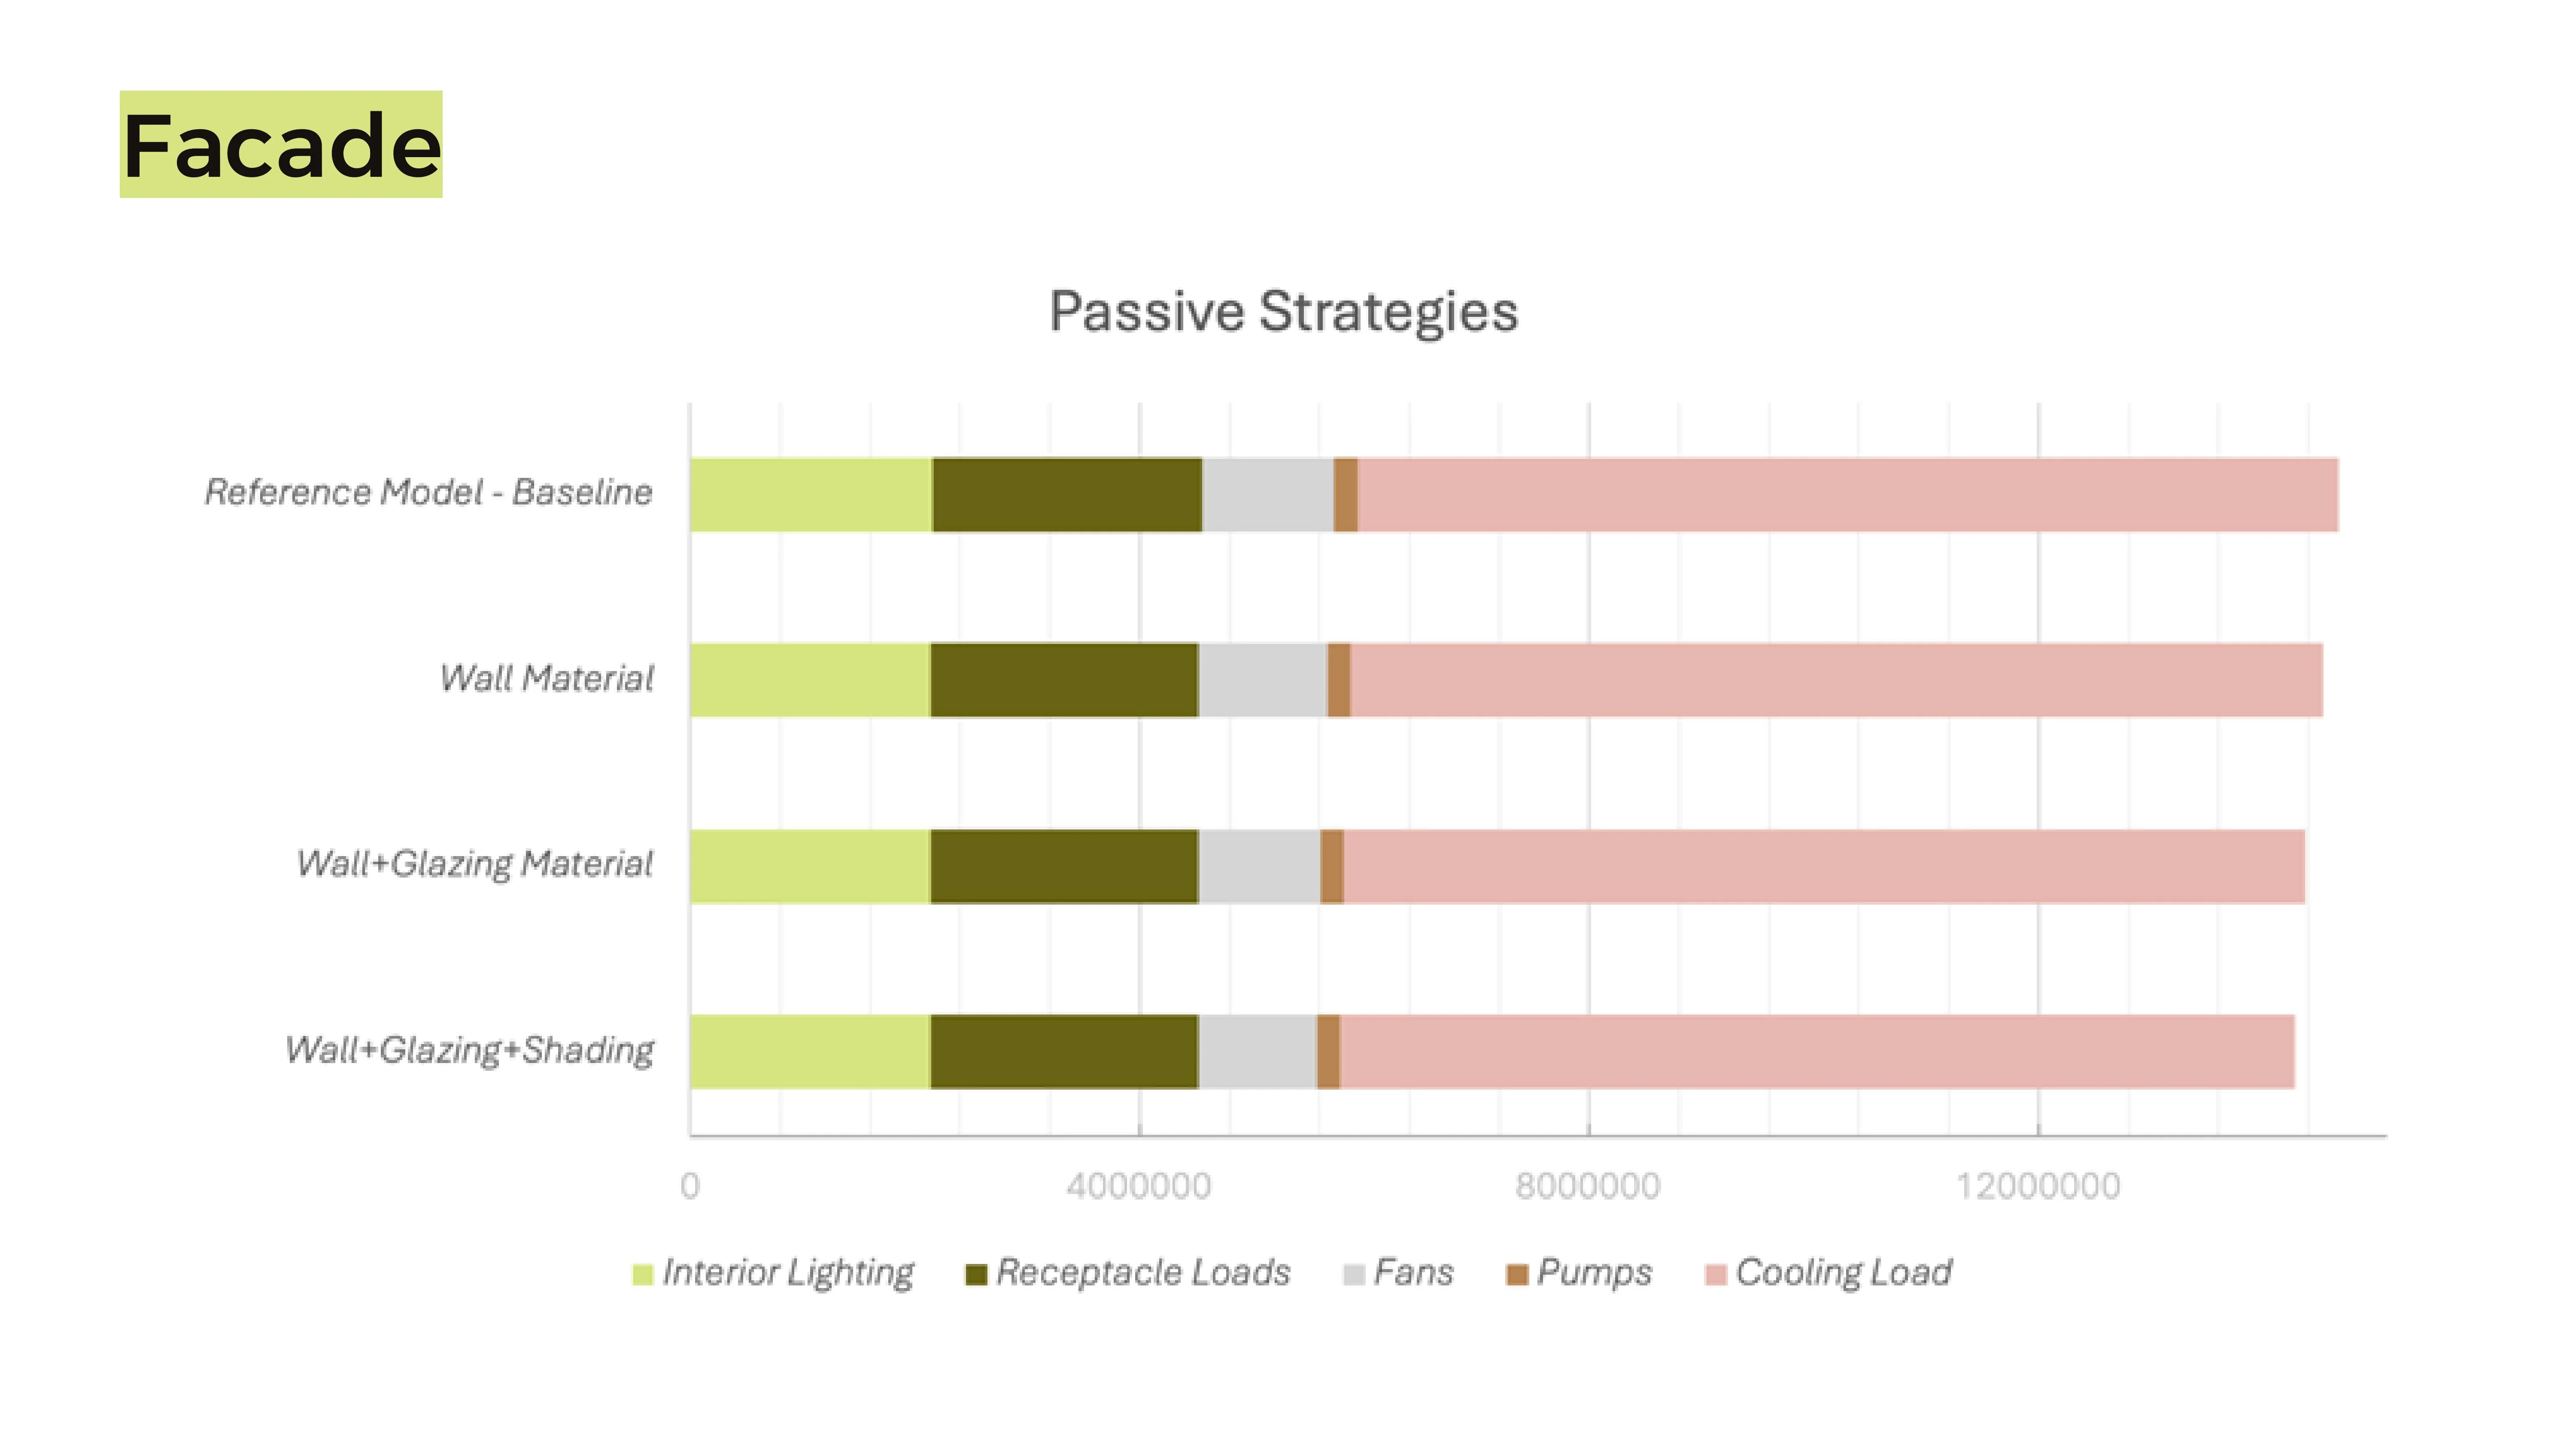 Facade
Passive Strategies
Reference Model - Baseline
Wall Material
Wall+Glazing Material
Wall+Glazing+Shading
0 4000000 8000000 12000000
Interior Lighting Receptacle Loads Fans Pumps Cooling Load